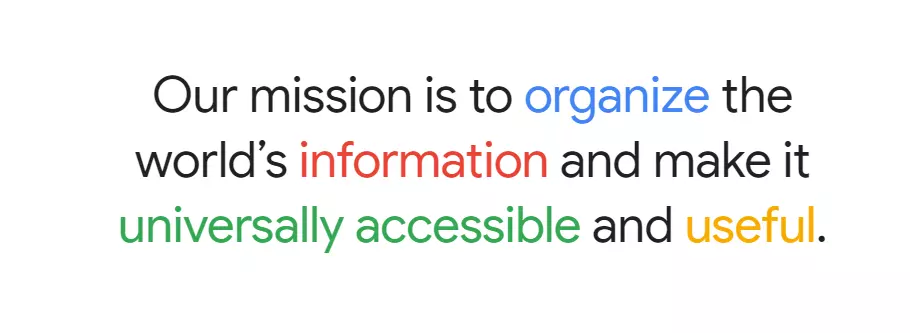 Our mission is to organize the
world’s information and make it
universally accessible and useful.